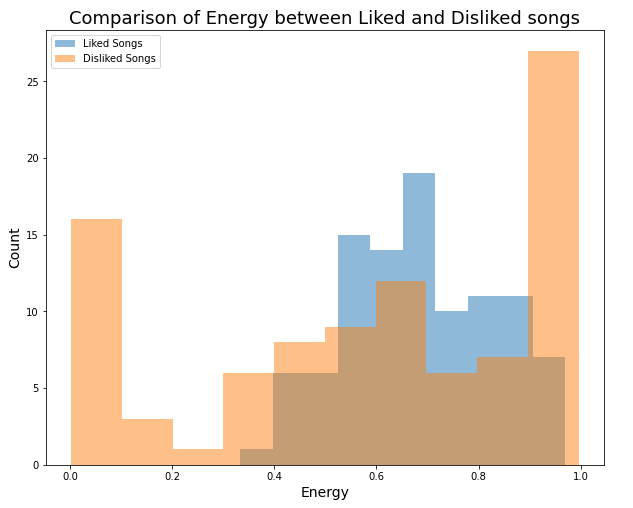 Comparison of Energy between Liked and Disliked songs
Liked Songs
Disliked Songs
Count
25
20
15
10
5
0
0.0 0.2 0.4 0.6 0.8 1.0
Energy